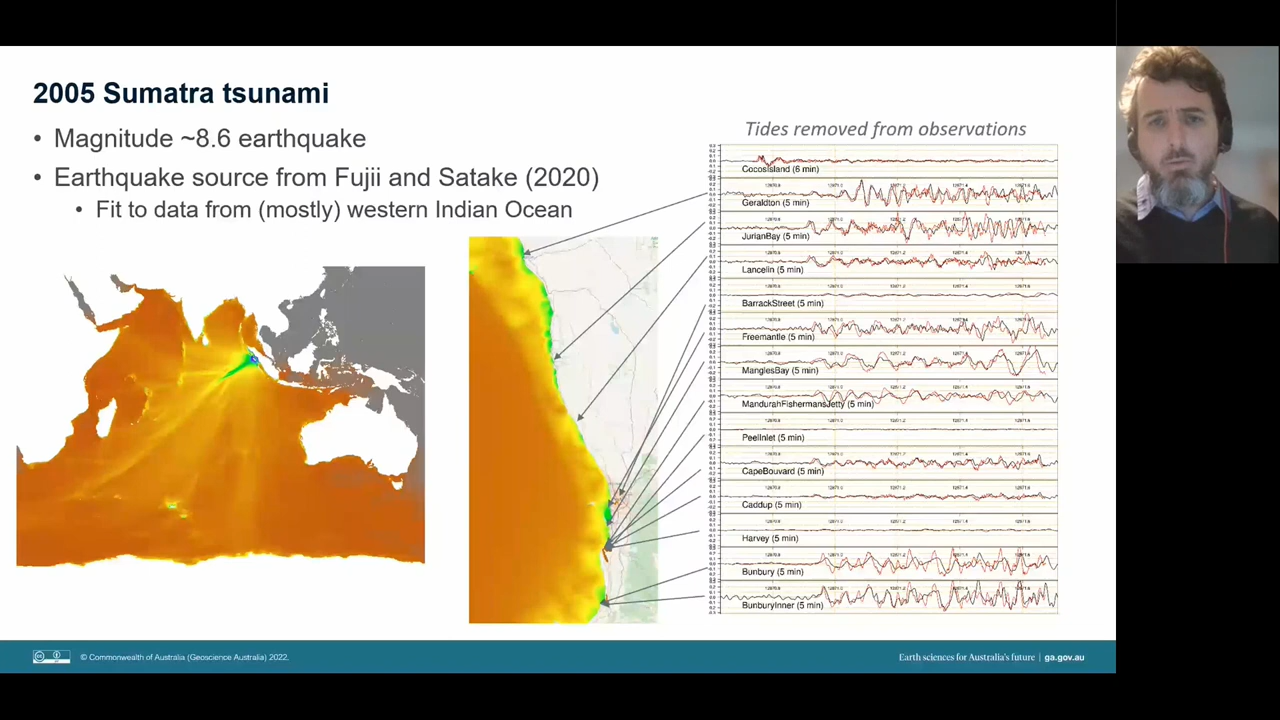 2005 Sumatra tsunami
• Magnitude ~8.6 earthquake
• Earthquake source from Fujii and Satake (2020)
• Fit to data from (mostly) western Indian Ocean
Tides removed from observations
CocosIsland (6 min)
Geraldton (5 min)
JurianBay (5 min)
Lancelin (5 min)
BarrackStreet (5 min)
Freemantle (5 min)
ManglesBay (5 min)
MandurahFishermansJetty (5 min)
PeelInlet (5 min)
CapeBouvard (5 min)
Caddup (5 min)
Harvey (5 min)
Bunbury (5 min)
BunburyInner (5 min)
© Commonwealth of Australia (Geoscience Australia) 2022.
Earth sciences for Australia's future | ga.gov.au